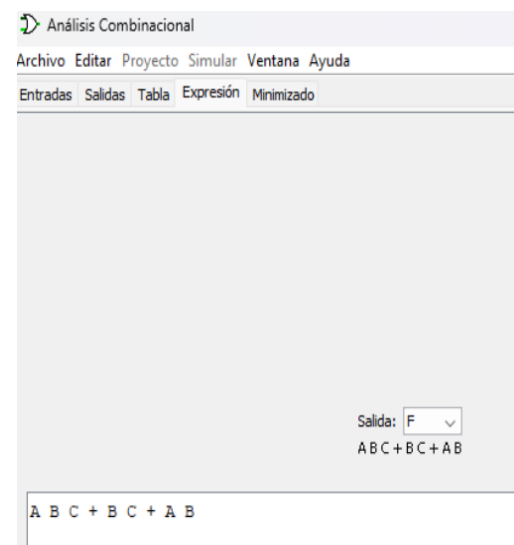 Análisis Combinacional
Archivo Editar Proyecto Simular Ventana Ayuda
Entradas Salidas Tabla Expresión Minimizado
Salida: F
A B C + B C + A B
A B C + B C + A B